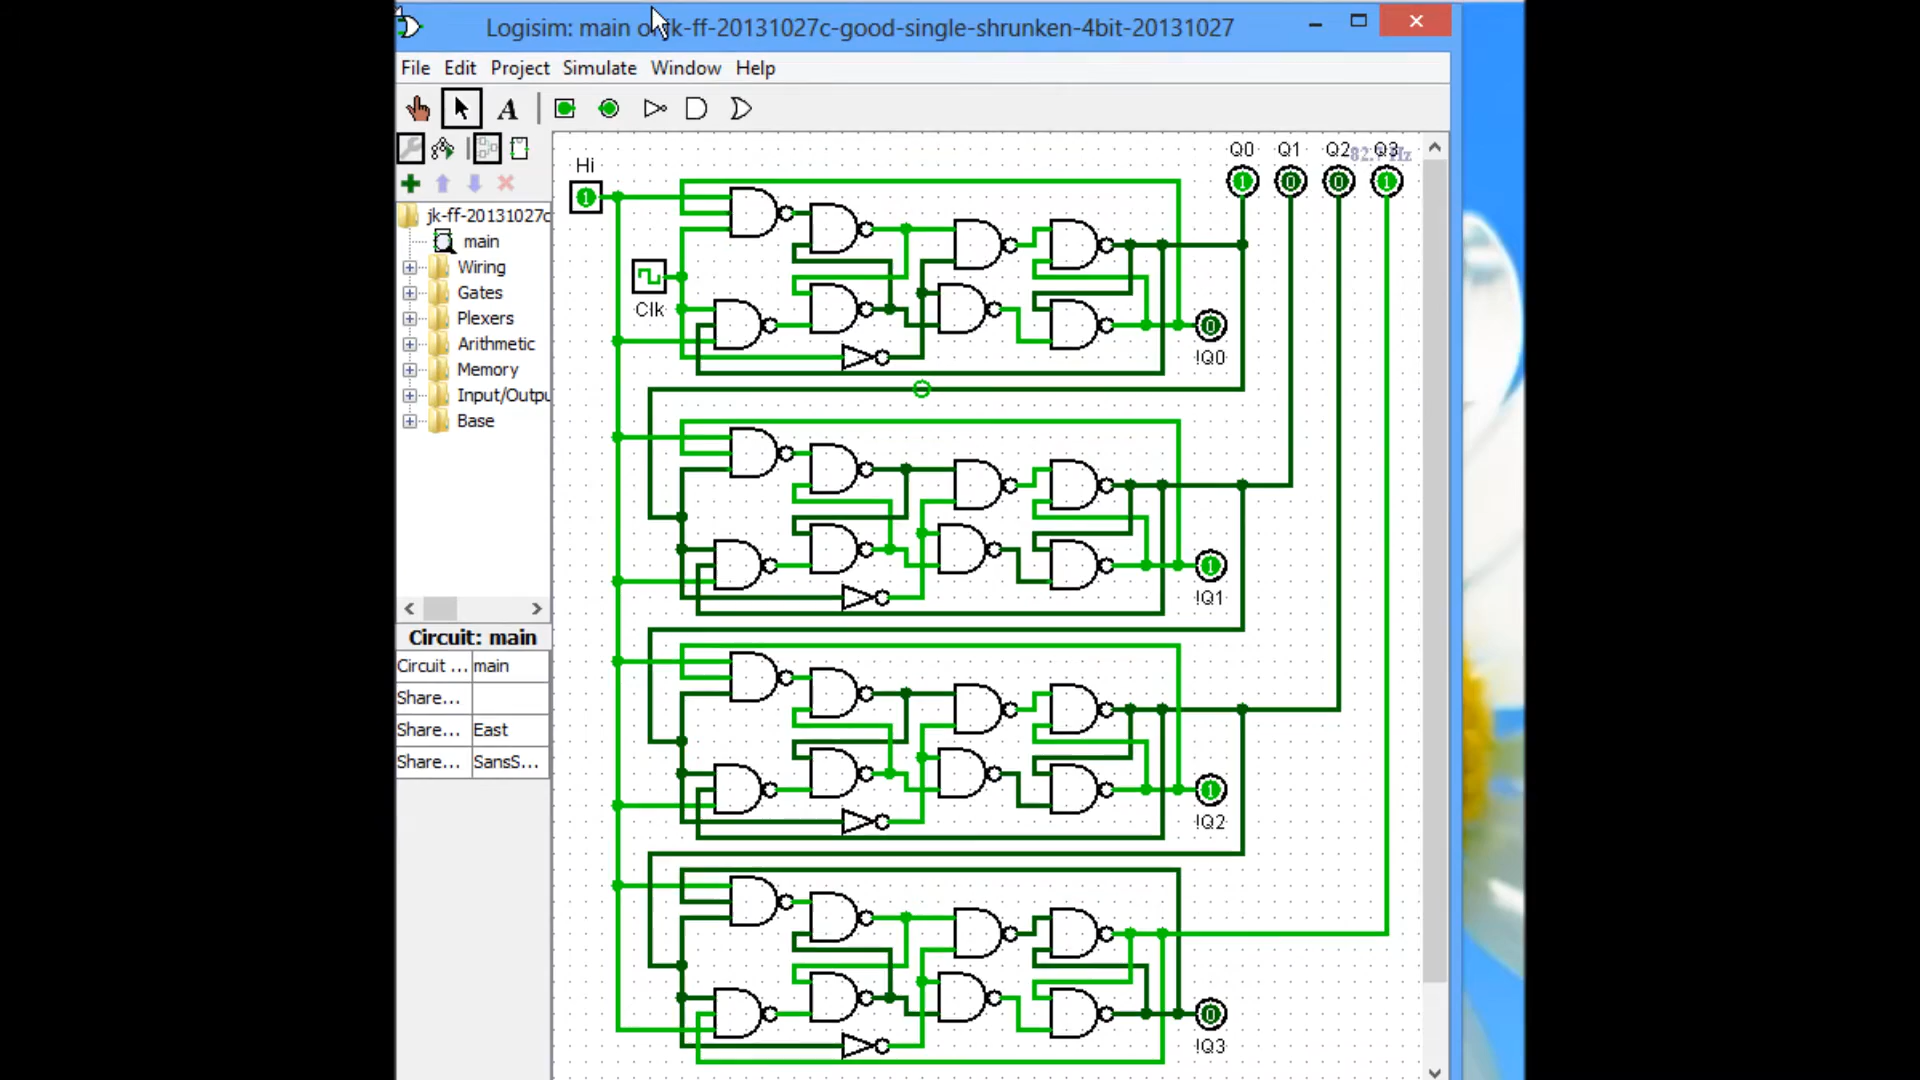 Logisim: main o jk-ff-20131027c-good-single-shrunken-4bit-20131027
File Edit Project Simulate Window Help
A
jk-ff-20131027c
main
Wiring
Gates
Plexers
Arithmetic
Memory
Input/Outpu
Base
Circuit: main
Circuit ... main
Share...
Share... East
Share... SansS...
Hi
1
Clk
Q0 Q1 Q2 Q3
1 0 0 1
0
!Q0
1
!Q1
1
!Q2
0
!Q3